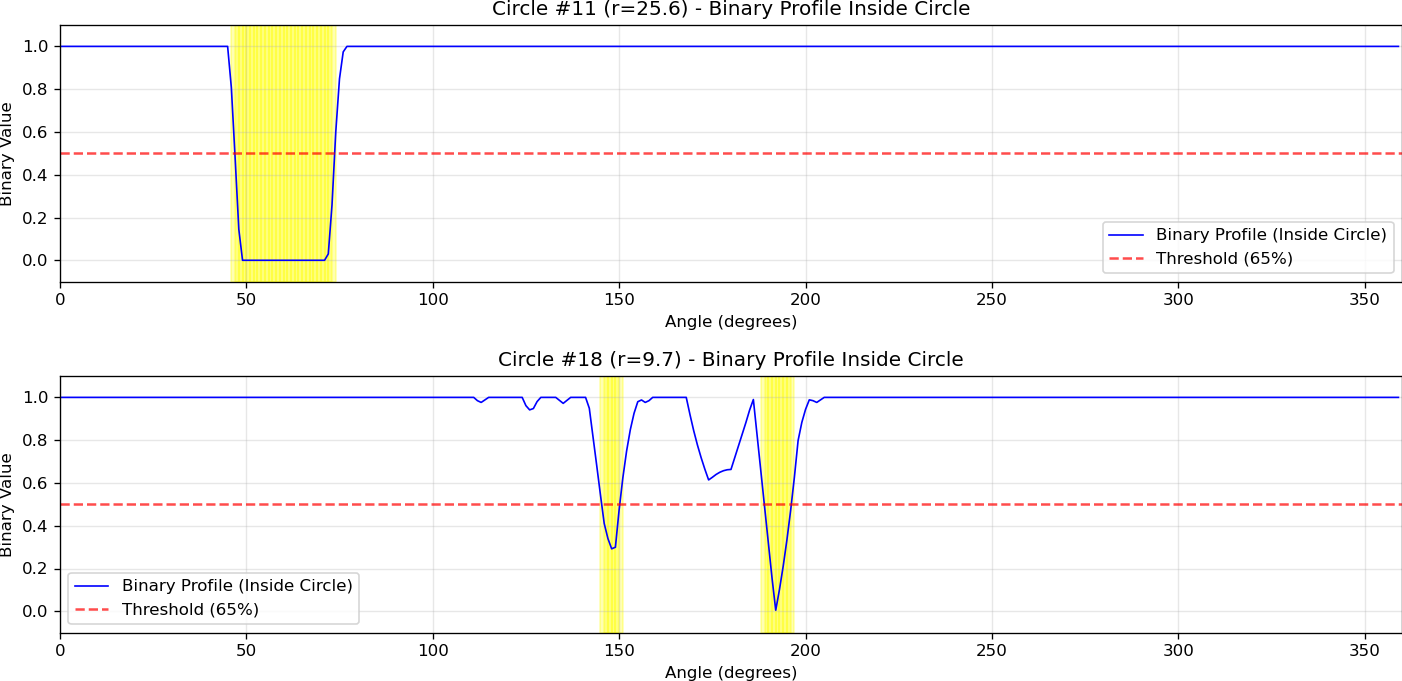 Circle #11 (r=25.6) - Binary Profile Inside Circle
1.0
0.8
0.6
0.4
0.2
0.0
Binary Value
Binary Profile (Inside Circle)
Threshold (65%)
0 50 100 150 200 250 300 350
Angle (degrees)
Circle #18 (r=9.7) - Binary Profile Inside Circle
1.0
0.8
0.6
0.4
0.2
0.0
Binary Value
Binary Profile (Inside Circle)
Threshold (65%)
0 50 100 150 200 250 300 350
Angle (degrees)